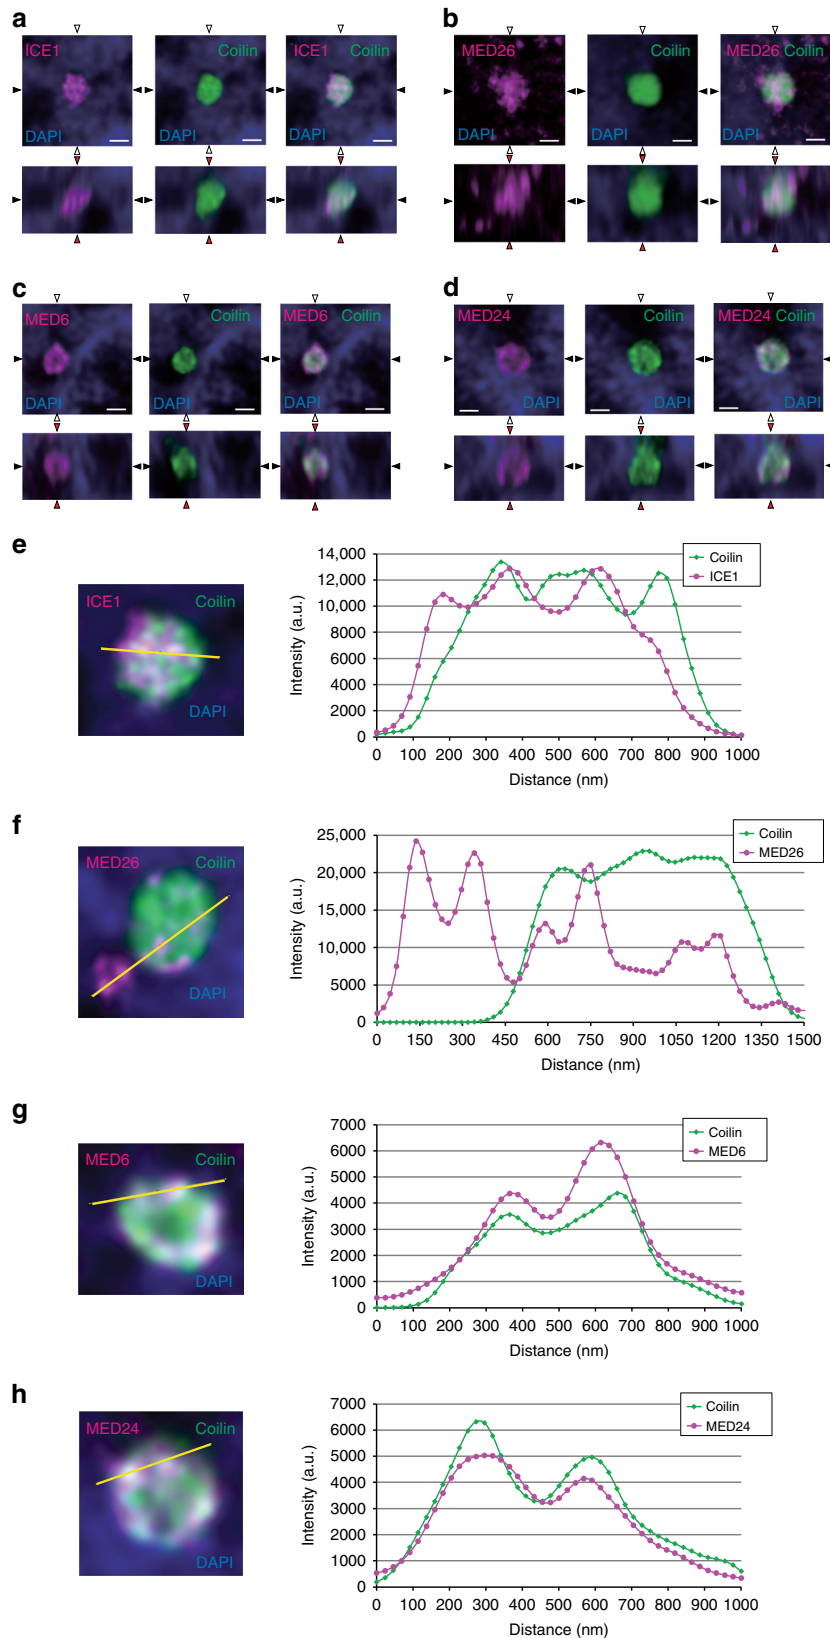 a
b
ICE1
Coilin
ICE1 Coilin
MED26
Coilin
MED26 Coilin
DAPI
DAPI
DAPI
DAPI
DAPI
DAPI
c
d
MED6
Coilin
MED6 Coilin
MED24
Coilin
MED24 Coilin
DAPI
DAPI
DAPI
DAPI
DAPI
DAPI
e
ICE1 Coilin
DAPI
14,000
12,000
10,000
8000
6000
4000
2000
0
Intensity (a.u.)
Coilin
ICE1
0 100 200 300 400 500 600 700 800 900 1000
Distance (nm)
f
MED26 Coilin
DAPI
25,000
20,000
15,000
10,000
5000
0
Intensity (a.u.)
Coilin
MED26
0 150 300 450 600 750 900 1050 1200 1350 1500
Distance (nm)
g
MED6 Coilin
DAPI
7000
6000
5000
4000
3000
2000
1000
0
Intensity (a.u.)
Coilin
MED6
0 100 200 300 400 500 600 700 800 900 1000
Distance (nm)
h
MED24 Coilin
DAPI
7000
6000
5000
4000
3000
2000
1000
0
Intensity (a.u.)
Coilin
MED24
0 100 200 300 400 500 600 700 800 900 1000
Distance (nm)